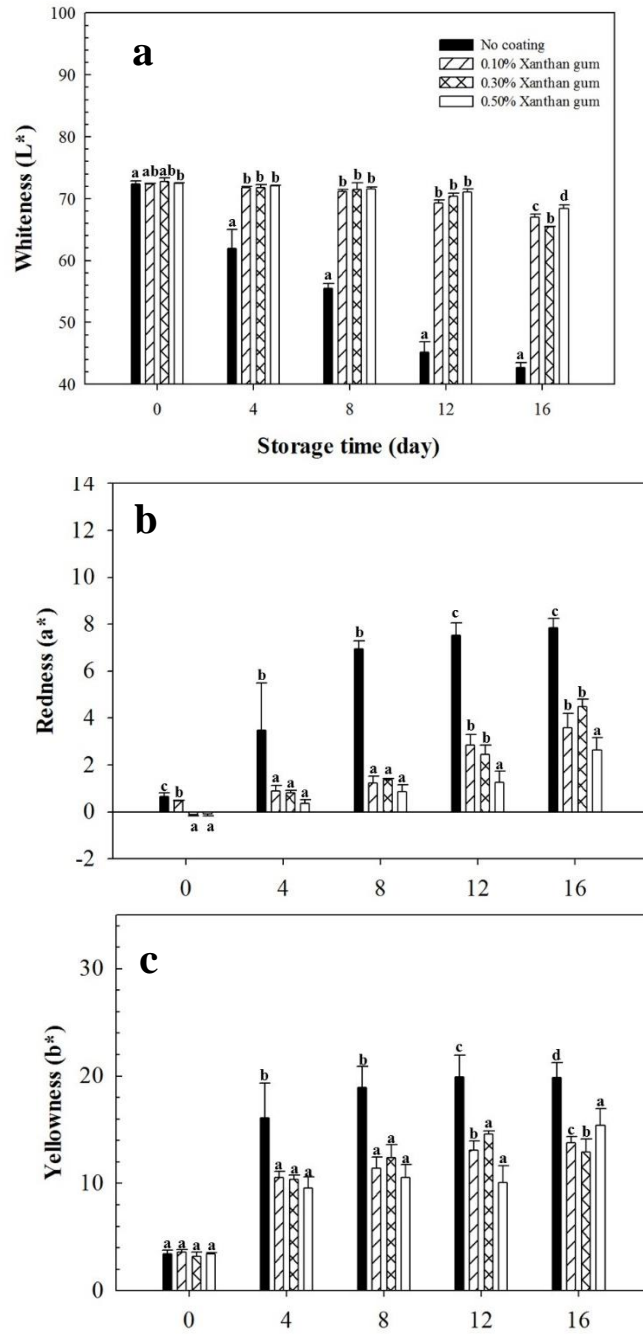 a
No coating
0.10% Xanthan gum
0.30% Xanthan gum
0.50% Xanthan gum
100
90
80
70
60
50
40
Whiteness (L*)
a ab ab b
a b b b
a b b b
a b b b
a c b d
0 4 8 12 16
Storage time (day)
b
14
12
10
8
6
4
2
0
-2
Redness (a*)
c b a a
b a a a
b a a a
c b b a
c b b a
0 4 8 12 16
c
30
20
10
0
Yellowness (b*)
a a a a
b a a a
b a a a
c b a a
d c b a
0 4 8 12 16